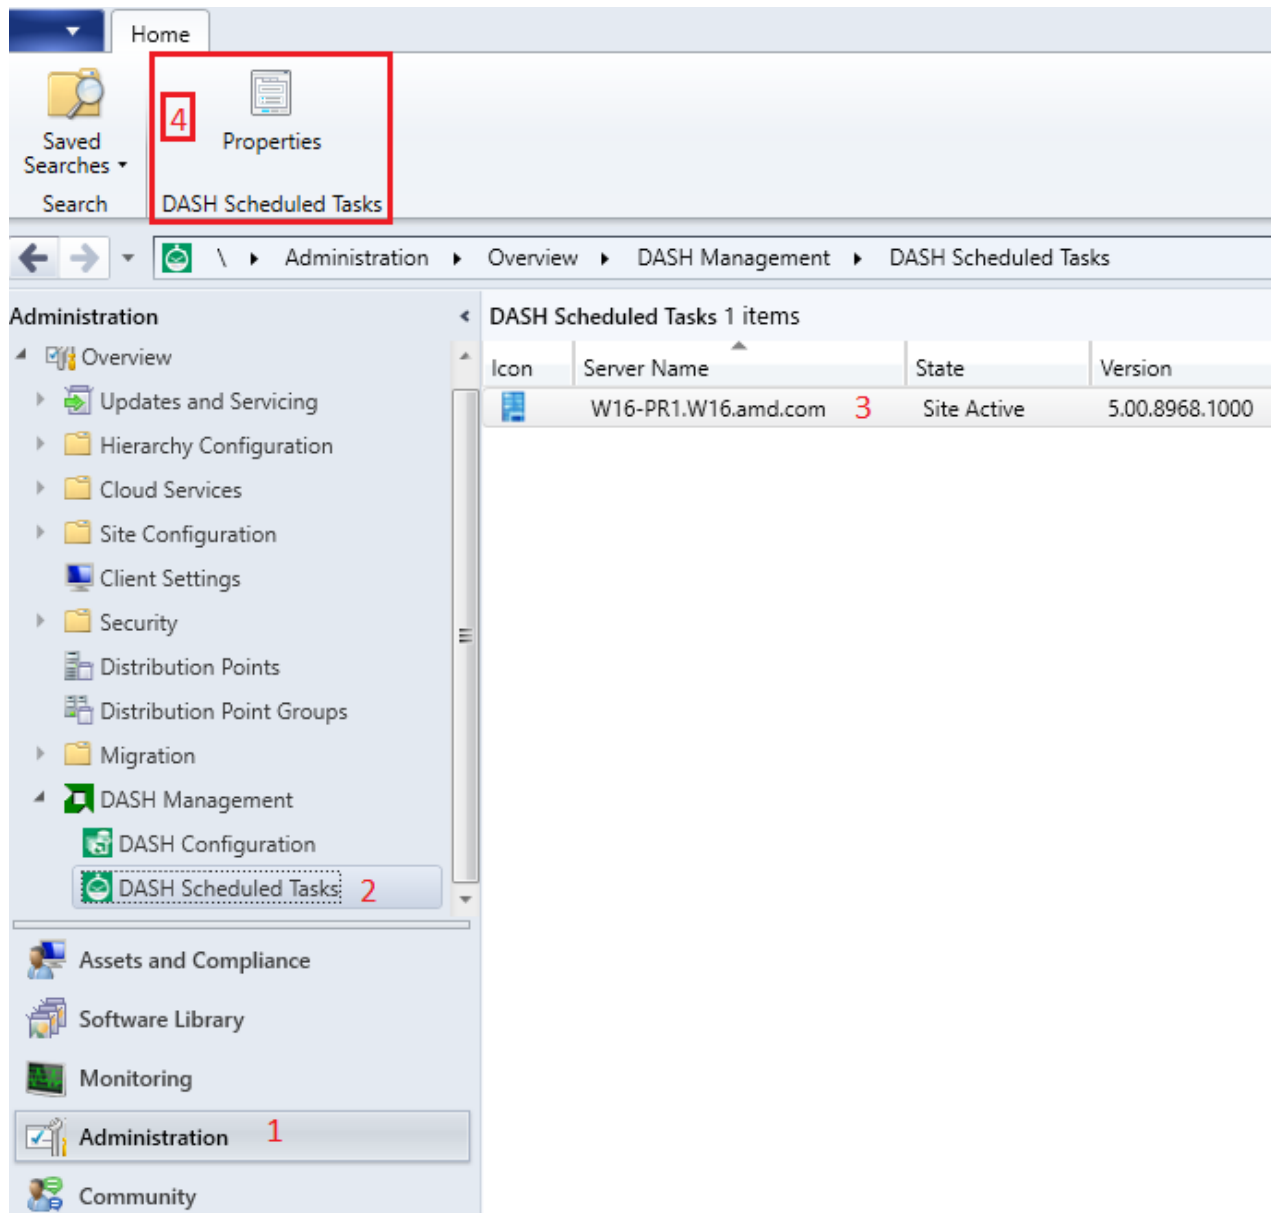 Home
4
Saved
Searches
Properties
Search
DASH Scheduled Tasks
\ Administration Overview DASH Management DASH Scheduled Tasks
Administration
Overview
Updates and Servicing
Hierarchy Configuration
Cloud Services
Site Configuration
Client Settings
Security
Distribution Points
Distribution Point Groups
Migration
DASH Management
DASH Configuration
DASH Scheduled Tasks 2
Assets and Compliance
Software Library
Monitoring
Administration 1
Community
DASH Scheduled Tasks 1 items
Icon Server Name State Version
W16-PR1.W16.amd.com 3 Site Active 5.00.8968.1000